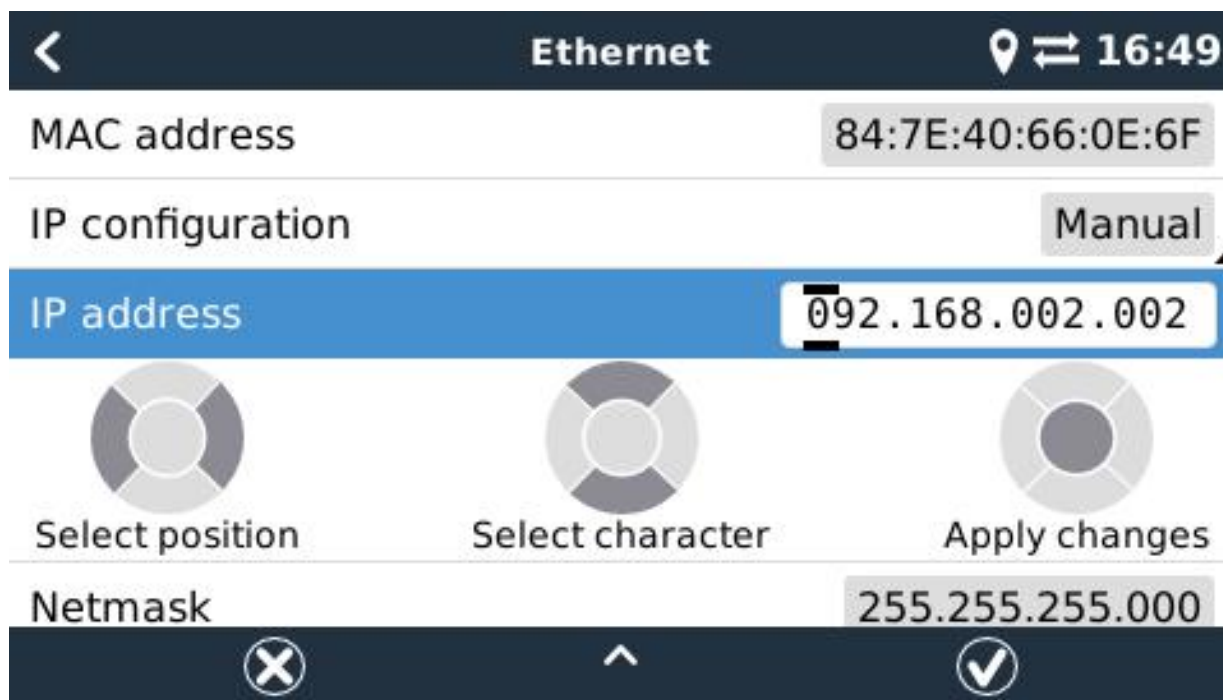 Ethernet 16:49
MAC address 84:7E:40:66:0E:6F
IP configuration Manual
IP address 092.168.002.002
Select position Select character Apply changes
Netmask 255.255.255.000